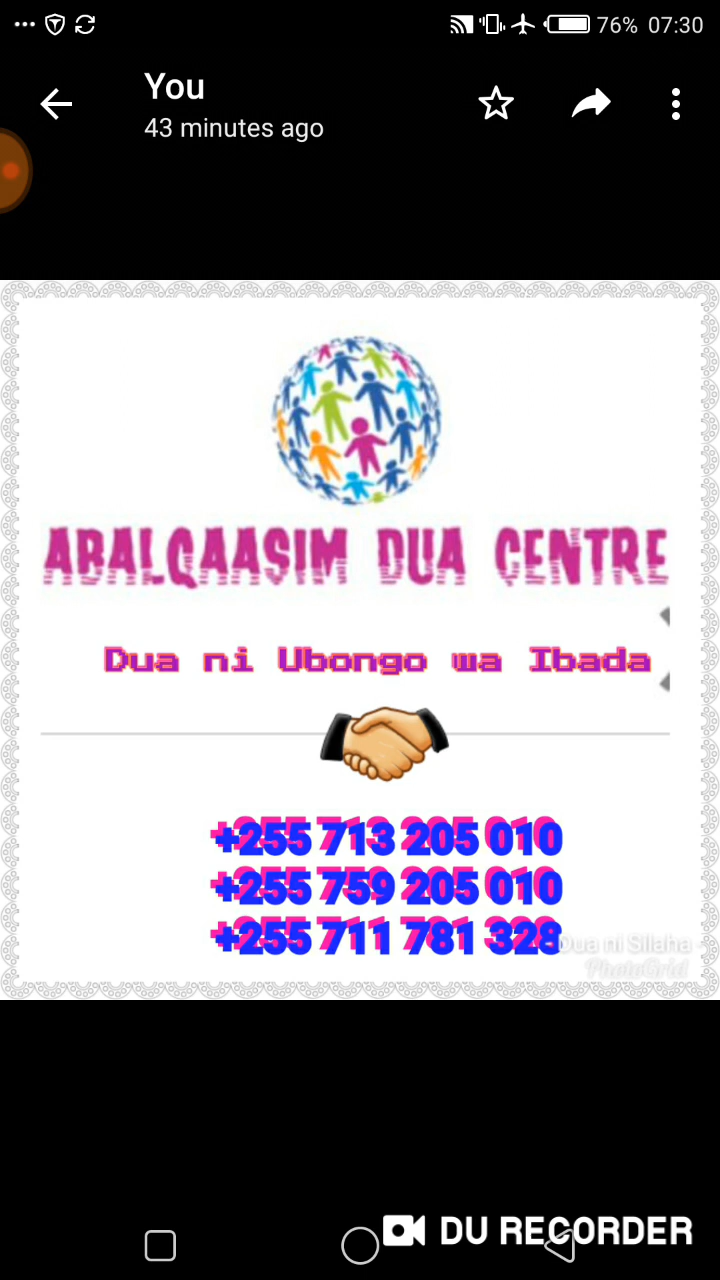 76% 07:30
You
43 minutes ago
ABALQAASIM DUA CENTRE
Dua ni Ubongo wa Ibada
+255 713 205 010
+255 759 205 010
+255 711 781 328
Dua ni Silaha -
PhotoGrid
DU RECORDER